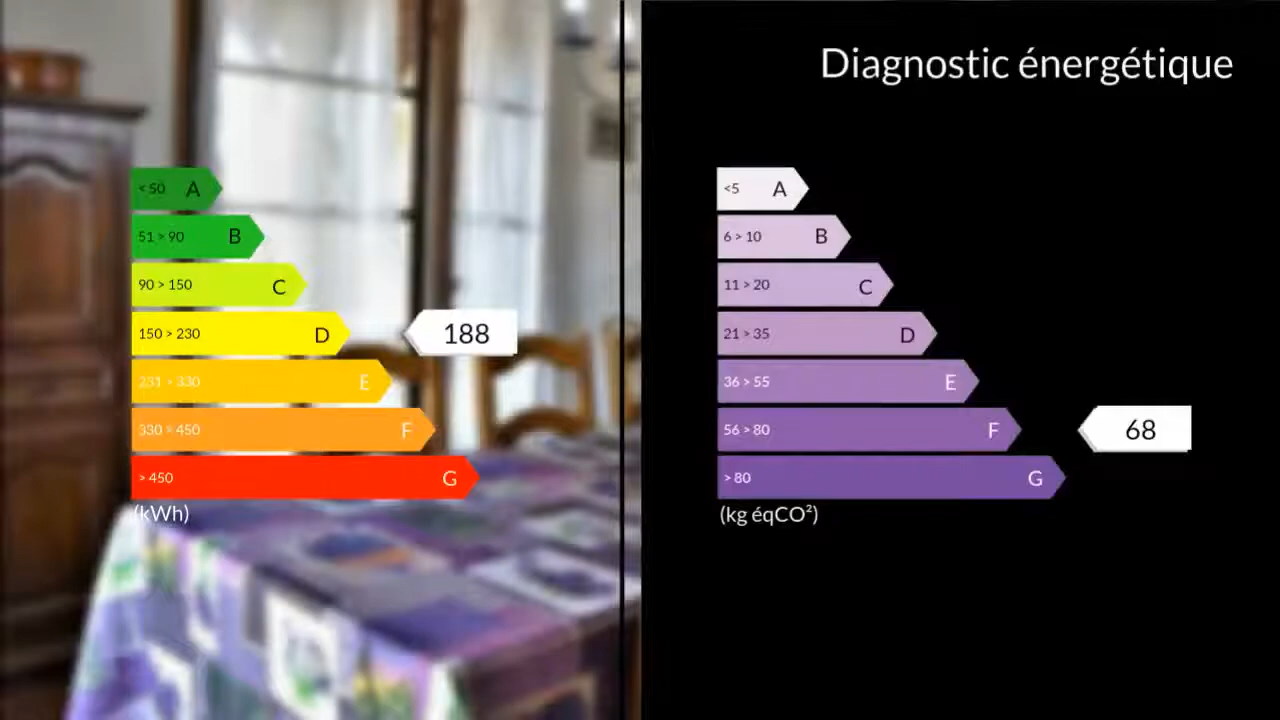 Diagnostic énergétique
<50 A
51 > 90 B
90 > 150 C
150 > 230 D
188
231 > 330 E
330 > 450 F
> 450 G
(kWh)
<5 A
6 > 10 B
11 > 20 C
21 > 35 D
36 > 55 E
56 > 80 F
68
> 80 G
(kg éqCO²)